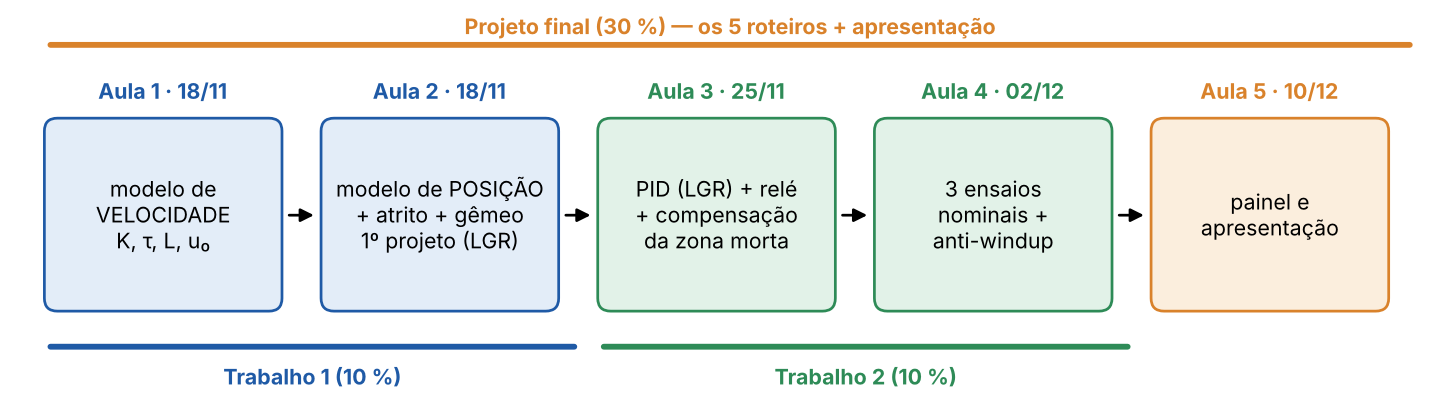 Projeto final (30 %) — os 5 roteiros + apresentação
Aula 1 · 18/11
Aula 2 · 18/11
Aula 3 · 25/11
Aula 4 · 02/12
Aula 5 · 10/12
modelo de
VELOCIDADE
K, τ, L, u₀
modelo de POSIÇÃO
+ atrito + gêmeo
1º projeto (LGR)
PID (LGR) + relé
+ compensação
da zona morta
3 ensaios
nominais +
anti-windup
painel e
apresentação
Trabalho 1 (10 %)
Trabalho 2 (10 %)